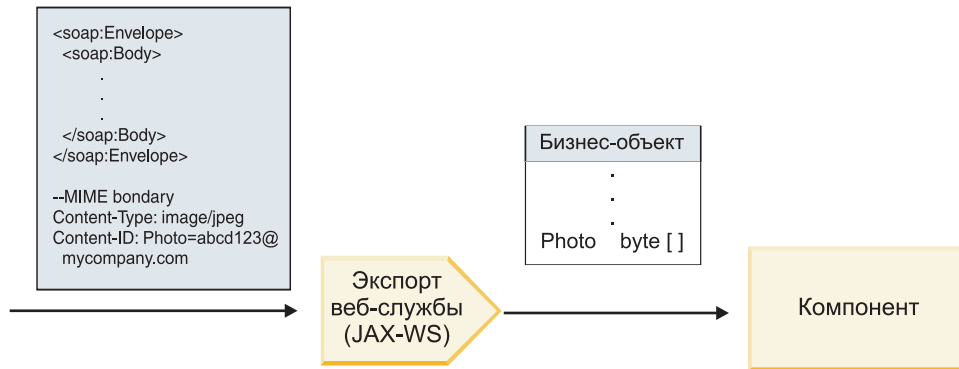 <soap:Envelope>
<soap:Body>
.
.
.
</soap:Body>
</soap:Envelope>
--MIME bondary
Content-Type: image/jpeg
Content-ID: Photo=abcd123@
mycompany.com
Экспорт
веб-службы
(JAX-WS)
Бизнес-объект
.
.
.
Photo byte [ ]
Компонент